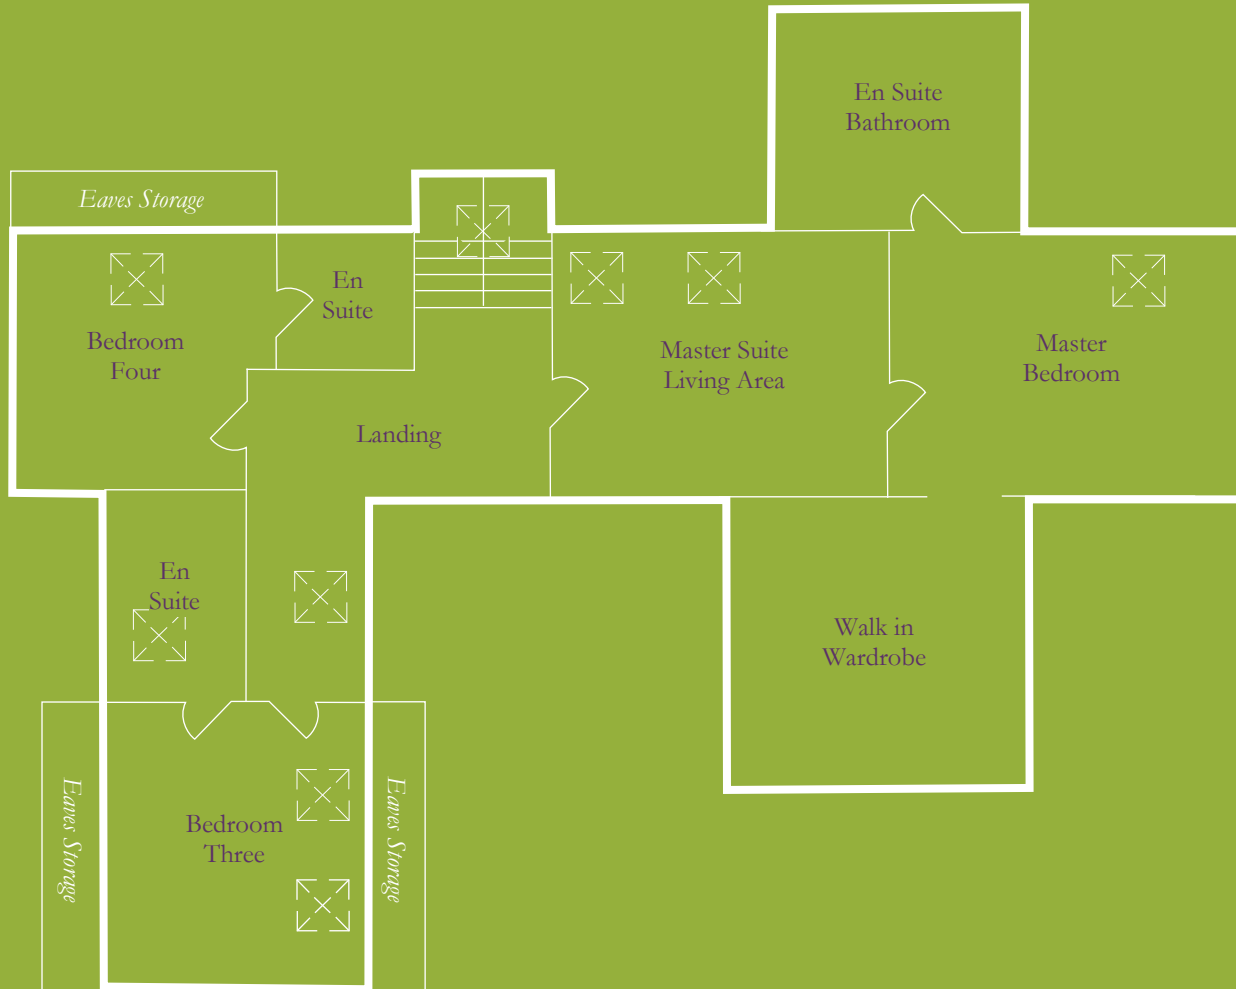 En Suite
Bathroom
Eaves Storage
En
Suite
Bedroom
Four
Master Suite
Living Area
Master
Bedroom
Landing
En
Suite
Walk in
Wardrobe
Eaves Storage
Bedroom
Three
Eaves Storage